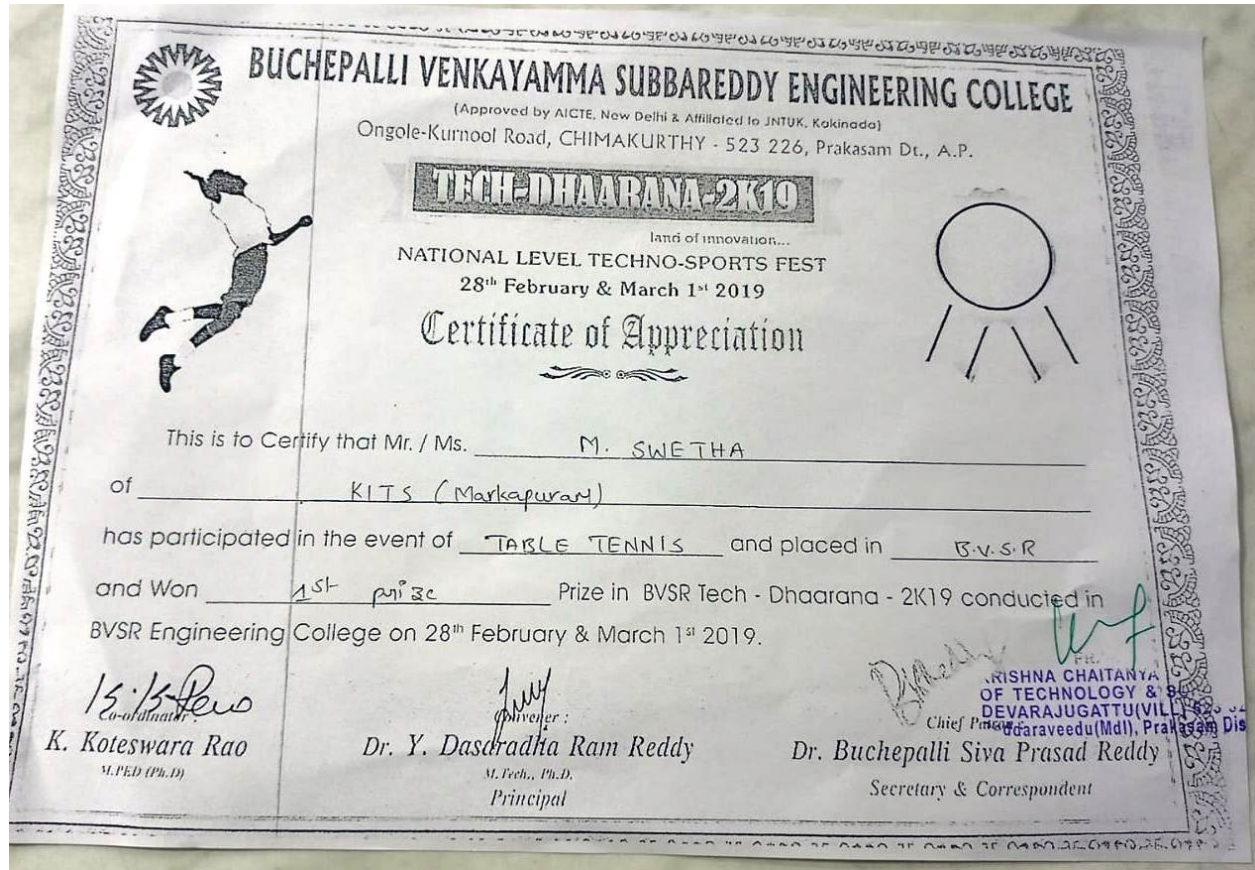 BUCHEPALLI VENKAYAMMA SUBBAREDDY ENGINEERING COLLEGE
(Approved by AICTE, New Delhi & Affiliated to JNTUK, Kakinada)
Ongole-Kurnool Road, CHIMAKURTHY - 523 226, Prakasam Dt., A.P.
TECH-DHAARANA-2K19
land of innovation...
NATIONAL LEVEL TECHNO-SPORTS FEST
28th February & March 1st 2019
Certificate of Appreciation
This is to Certify that Mr. / Ms. M. SWETHA
of KITS (Markapuram)
has participated in the event of TABLE TENNIS and placed in B.V.S.R
and Won 1st prize Prize in BVSR Tech - Dhaarana - 2K19 conducted in
BVSR Engineering College on 28th February & March 1st 2019.
KRISHNA CHAITANYA
OF TECHNOLOGY &
DEVARAJUGATTU(VILL)
Prakasam Dis
Co-ordinator :
Convener :
Chief Patron
K. Koteswara Rao
Dr. Y. Dasaradha Ram Reddy
Dr. Buchepalli Siva Prasad Reddy
M.PED (Ph.D)
M.Tech., Ph.D.
Secretary & Correspondent
Principal